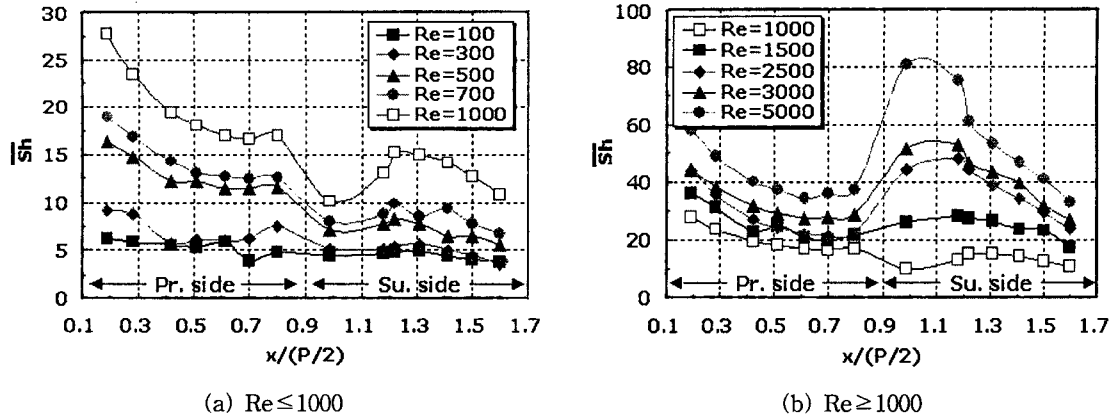 30
25
20
15
10
5
0
Sh
Re=100
Re=300
Re=500
Re=700
Re=1000
Pr. side
Su. side
0.1 0.3 0.5 0.7 0.9 1.1 1.3 1.5 1.7
x/(P/2)
(a) Re≤1000
100
80
60
40
20
0
Sh
Re=1000
Re=1500
Re=2500
Re=3000
Re=5000
Pr. side
Su. side
0.1 0.3 0.5 0.7 0.9 1.1 1.3 1.5 1.7
x/(P/2)
(b) Re≥1000